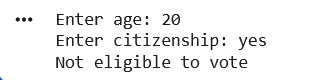 Enter age: 20
Enter citizenship: yes
Not eligible to vote